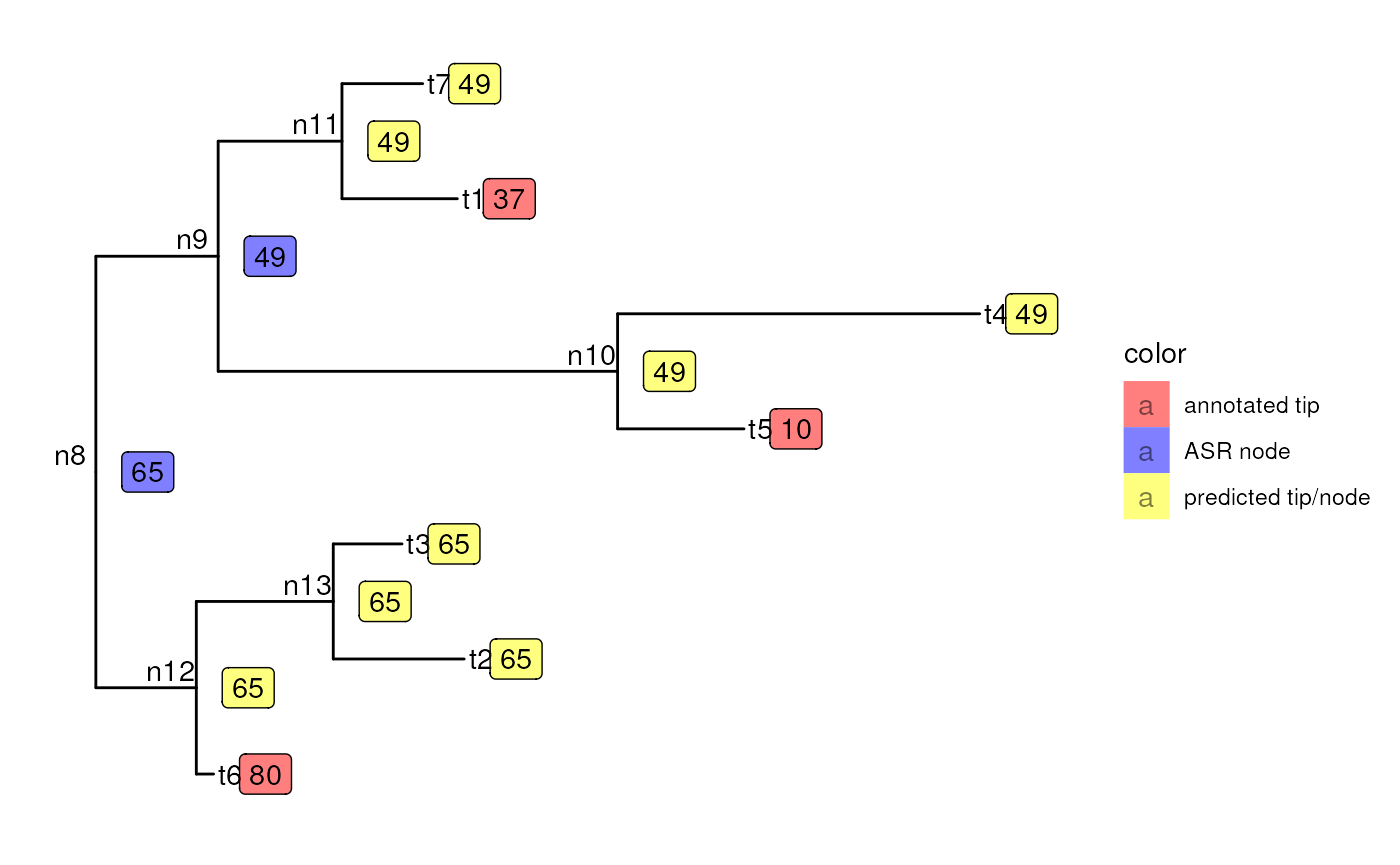 t7 49
n11
49
t1 37
n9
49
t4 49
n10
49
t5 10
n8
65
t3 65
n13
65
t2 65
n12
65
t6 80
color
a annotated tip
a ASR node
a predicted tip/node